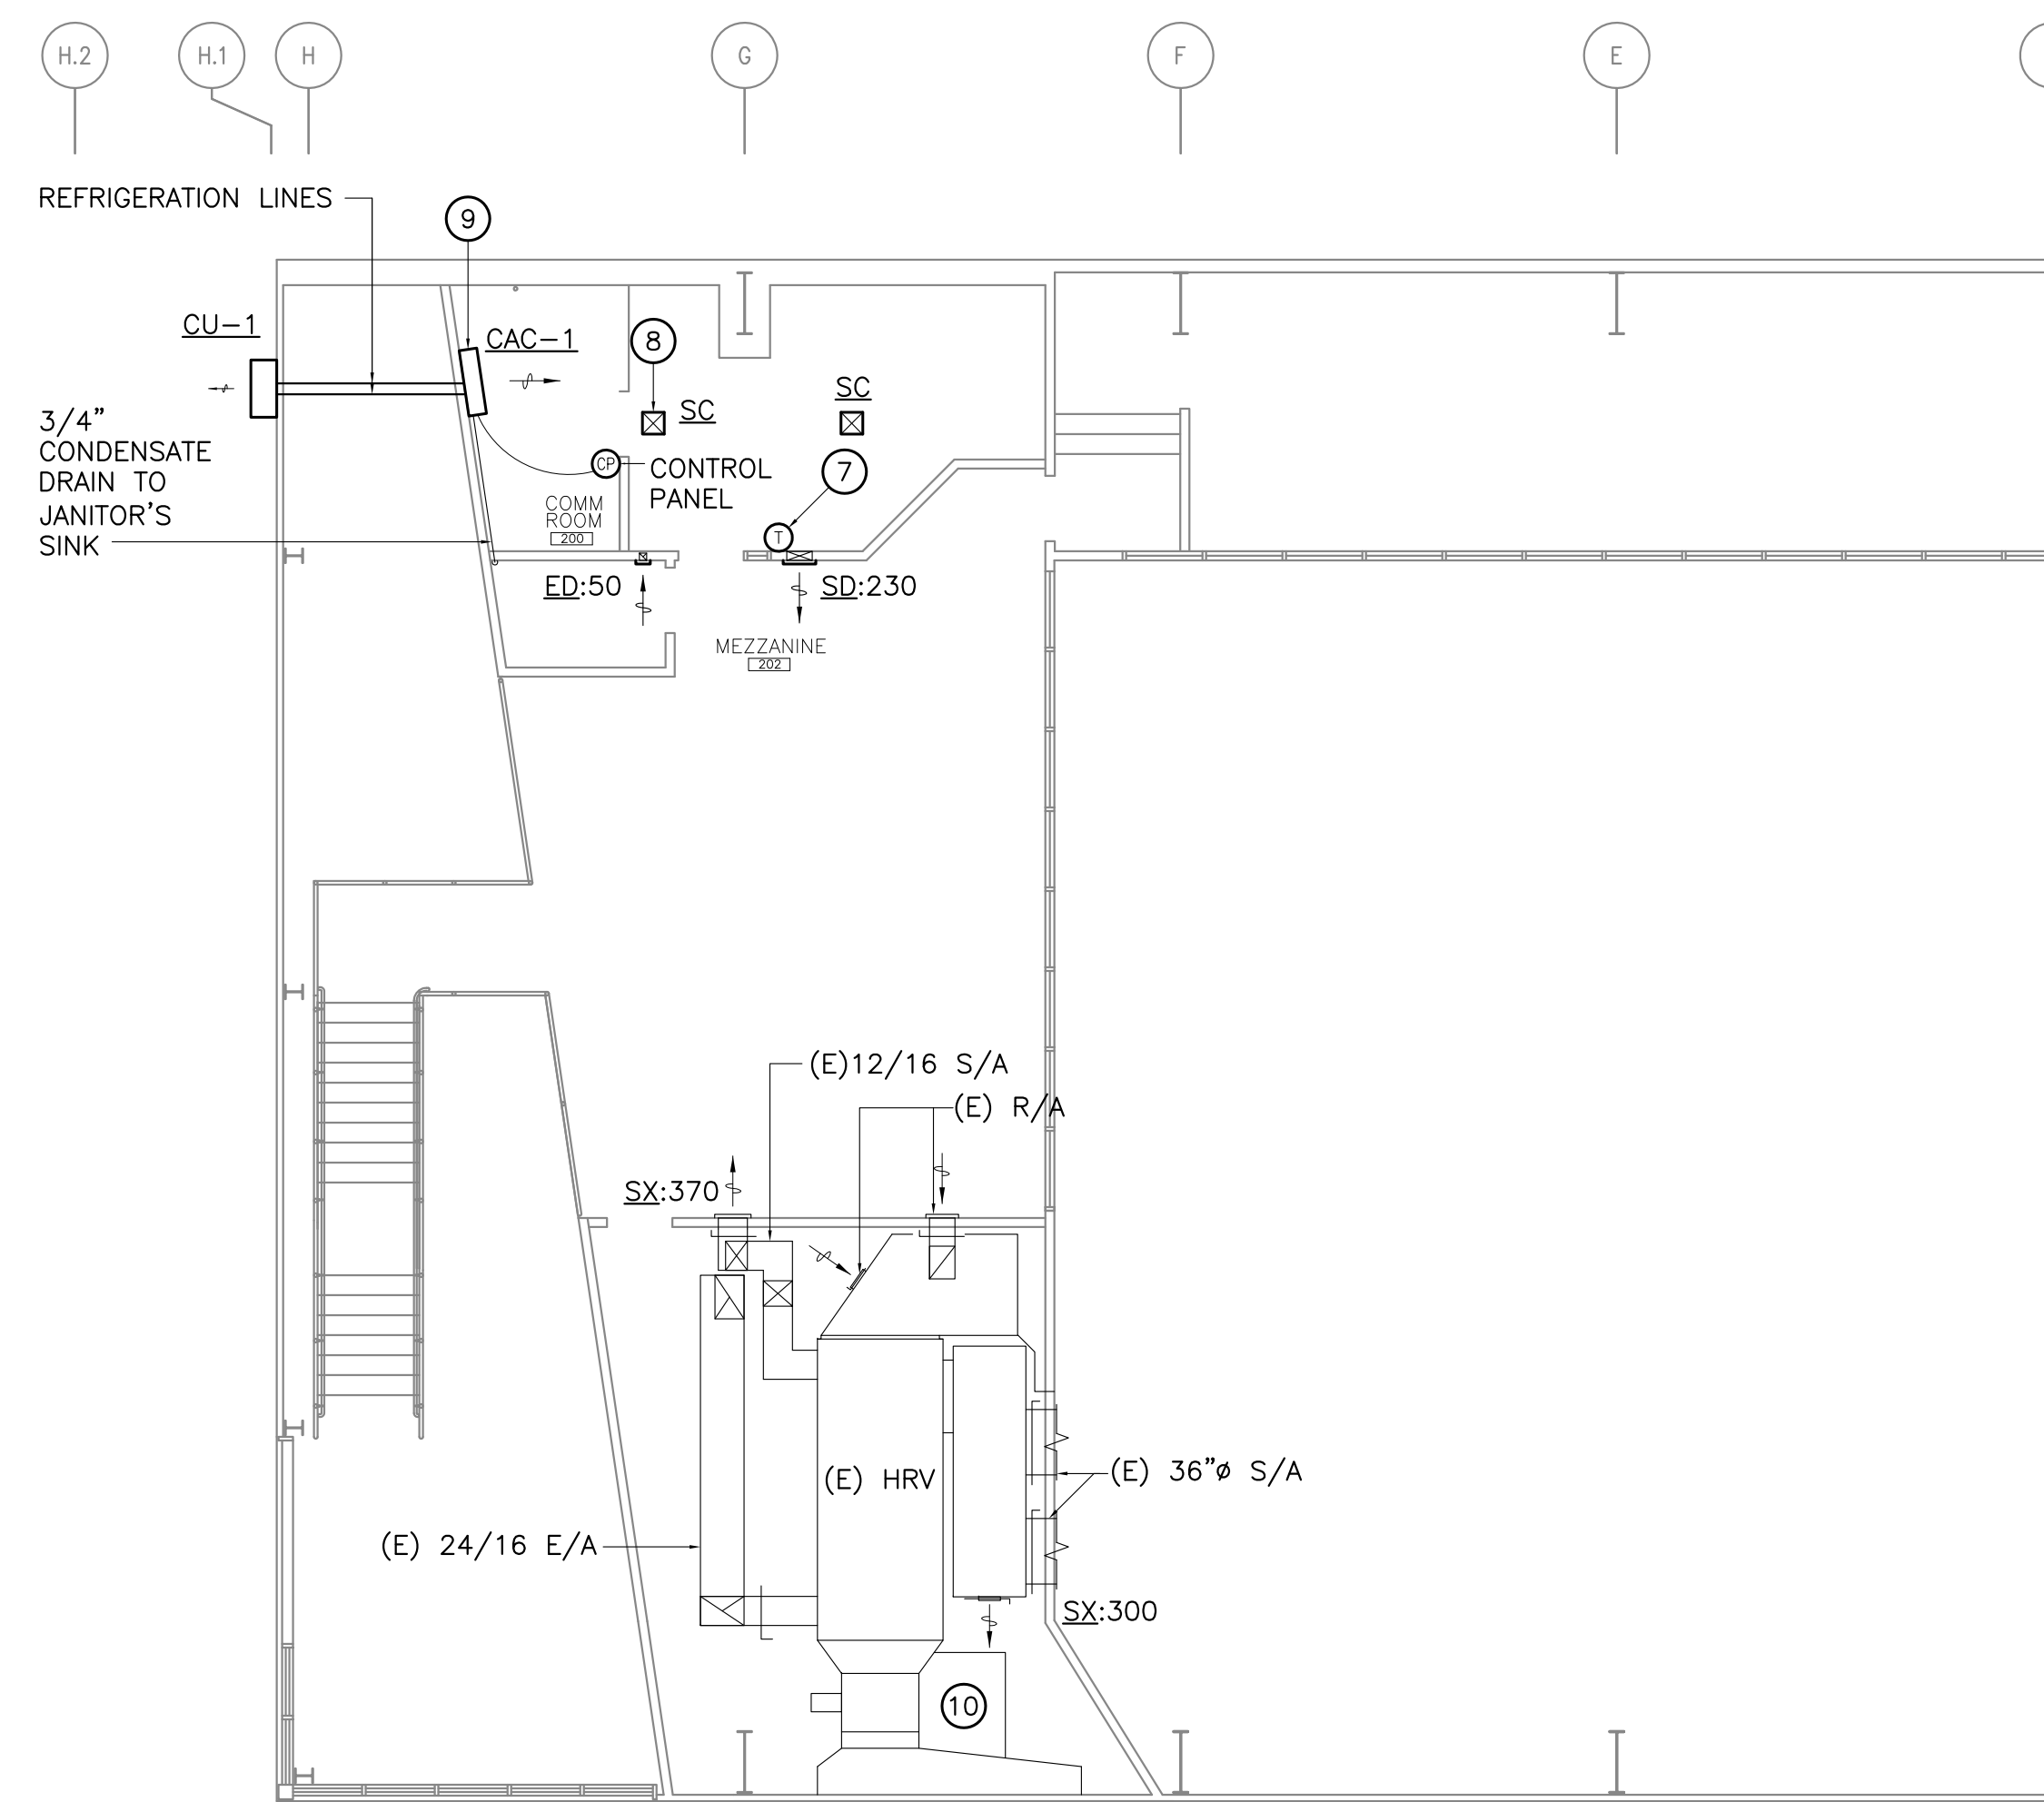 H.2
H.1
H
G
F
E
REFRIGERATION LINES
9
CU-1
CAC-1
8
SC
SC
3/4"
CONDENSATE
DRAIN TO
JANITOR'S
SINK
CP
CONTROL
PANEL
7
COMM
ROOM
200
T
ED:50
SD:230
MEZZANINE
202
(E)12/16 S/A
(E) R/A
SX:370
(E) HRV
(E) 36"ø S/A
(E) 24/16 E/A
SX:300
10